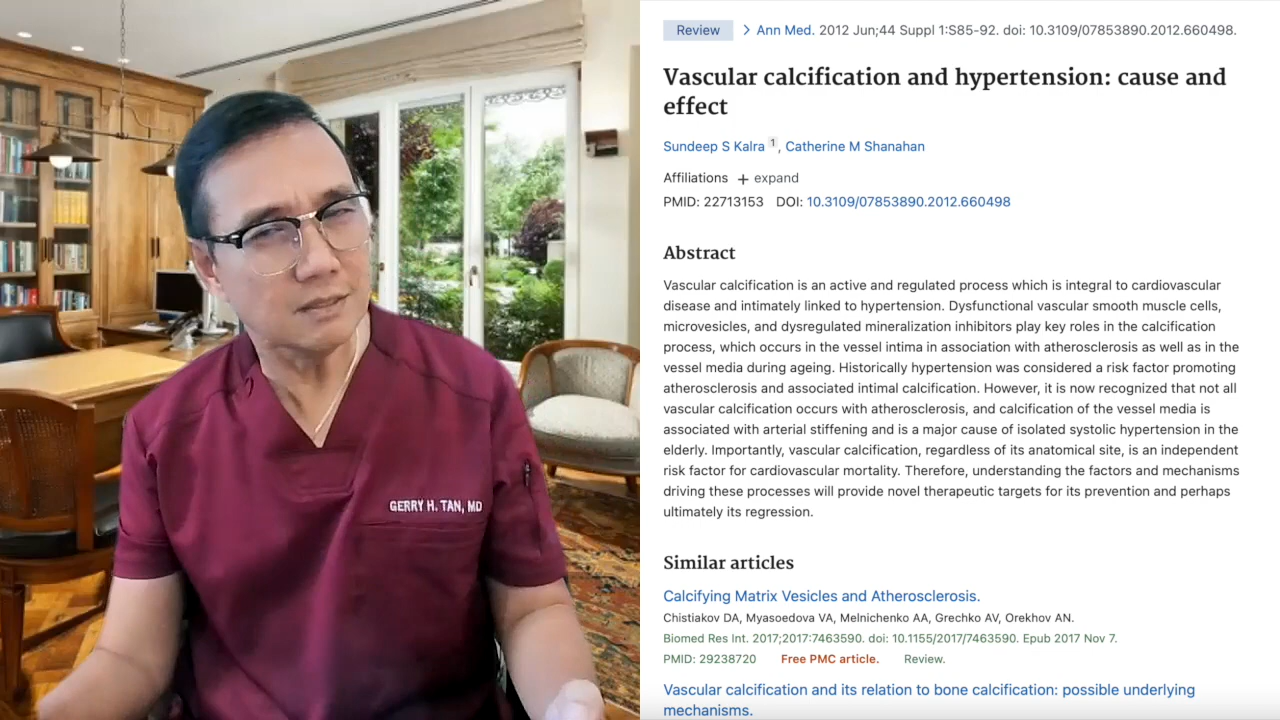 GERRY H. TAN, MD
Review
Ann Med. 2012 Jun;44 Suppl 1:S85-92. doi: 10.3109/07853890.2012.660498.
Vascular calcification and hypertension: cause and
effect
Sundeep S Kalra 1, Catherine M Shanahan
Affiliations + expand
PMID: 22713153 DOI: 10.3109/07853890.2012.660498
Abstract
Vascular calcification is an active and regulated process which is integral to cardiovascular
disease and intimately linked to hypertension. Dysfunctional vascular smooth muscle cells,
microvesicles, and dysregulated mineralization inhibitors play key roles in the calcification
process, which occurs in the vessel intima in association with atherosclerosis as well as in the
vessel media during ageing. Historically hypertension was considered a risk factor promoting
atherosclerosis and associated intimal calcification. However, it is now recognized that not all
vascular calcification occurs with atherosclerosis, and calcification of the vessel media is
associated with arterial stiffening and is a major cause of isolated systolic hypertension in the
elderly. Importantly, vascular calcification, regardless of its anatomical site, is an independent
risk factor for cardiovascular mortality. Therefore, understanding the factors and mechanisms
driving these processes will provide novel therapeutic targets for its prevention and perhaps
ultimately its regression.
Similar articles
Calcifying Matrix Vesicles and Atherosclerosis.
Chistiakov DA, Myasoedova VA, Melnichenko AA, Grechko AV, Orekhov AN.
Biomed Res Int. 2017;2017:7463590. doi: 10.1155/2017/7463590. Epub 2017 Nov 7.
PMID: 29238720 Free PMC article. Review.
Vascular calcification and its relation to bone calcification: possible underlying
mechanisms.